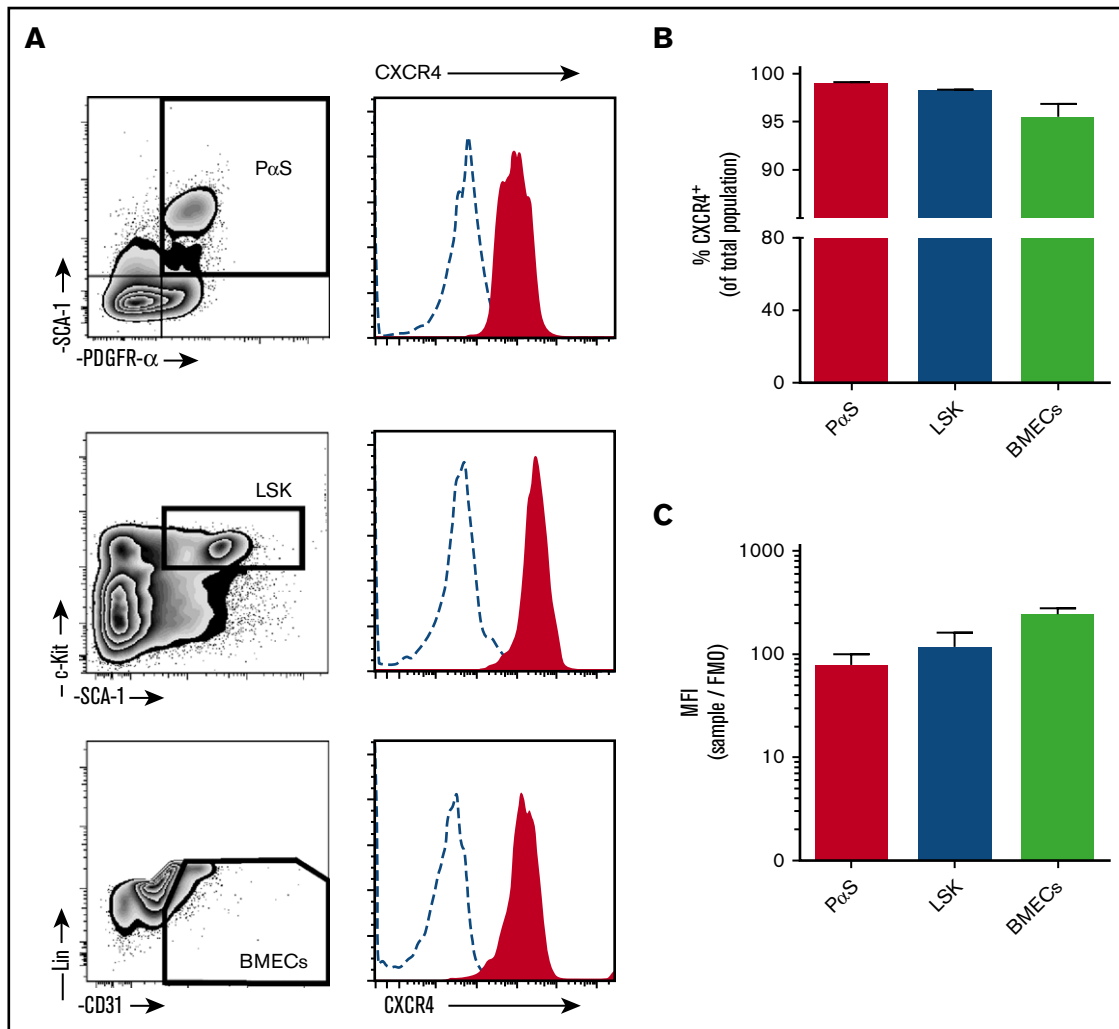 A
CXCR4
PαS
-SCA-1
-PDGFR-α
LSK
- c-Kit
-SCA-1
BMECs
Lin
-CD31
CXCR4
B
100
95
90
80
40
0
% CXCR4+
(of total population)
PαS
LSK
BMECs
C
1000
100
10
0
MFI
(sample / FMO)
PαS
LSK
BMECs